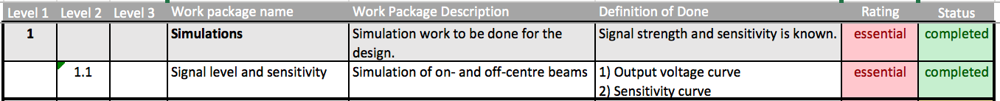 Level 1 Level 2 Level 3 Work package name Work Package Description Definition of Done Rating Status
1 Simulations Simulation work to be done for the Signal strength and sensitivity is known. essential completed
design.
1.1 Signal level and sensitivity Simulation of on- and off-centre beams 1) Output voltage curve essential completed
2) Sensitivity curve